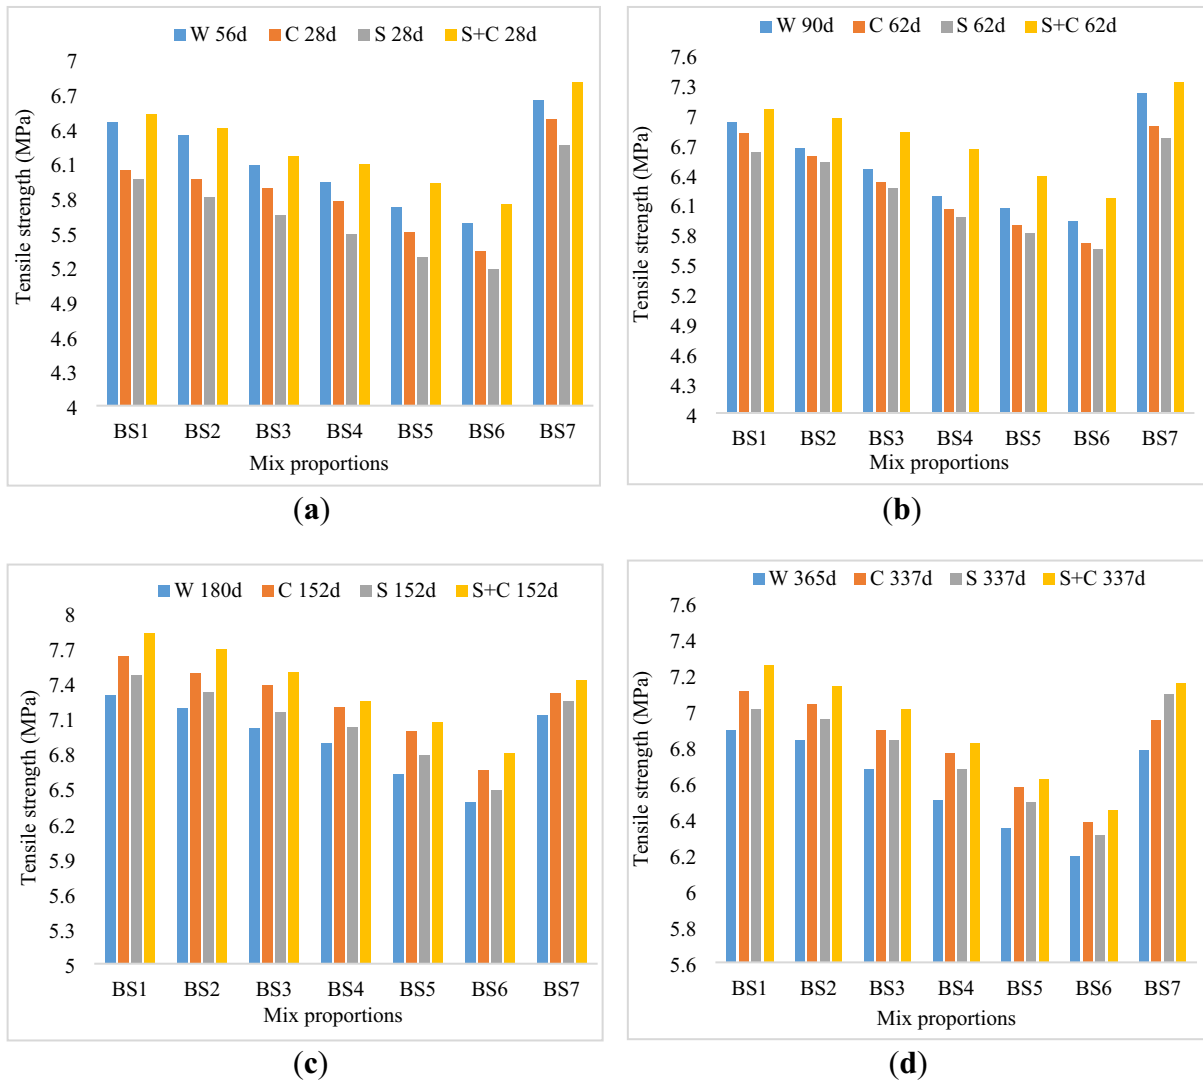 W 56d C 28d S 28d S+C 28d
7
6.7
6.4
6.1
5.8
5.5
5.2
4.9
4.6
4.3
4
Tensile strength (MPa)
BS1 BS2 BS3 BS4 BS5 BS6 BS7
Mix proportions
(a)
W 90d C 62d S 62d S+C 62d
7.6
7.3
7
6.7
6.4
6.1
5.8
5.5
5.2
4.9
4.6
4.3
4
Tensile strength (MPa)
BS1 BS2 BS3 BS4 BS5 BS6 BS7
Mix proportions
(b)
W 180d C 152d S 152d S+C 152d
8
7.7
7.4
7.1
6.8
6.5
6.2
5.9
5.6
5.3
5
Tensile strength (MPa)
BS1 BS2 BS3 BS4 BS5 BS6 BS7
Mix proportions
(c)
W 365d C 337d S 337d S+C 337d
7.6
7.4
7.2
7
6.8
6.6
6.4
6.2
6
5.8
5.6
Tensile strength (MPa)
BS1 BS2 BS3 BS4 BS5 BS6 BS7
Mix proportions
(d)